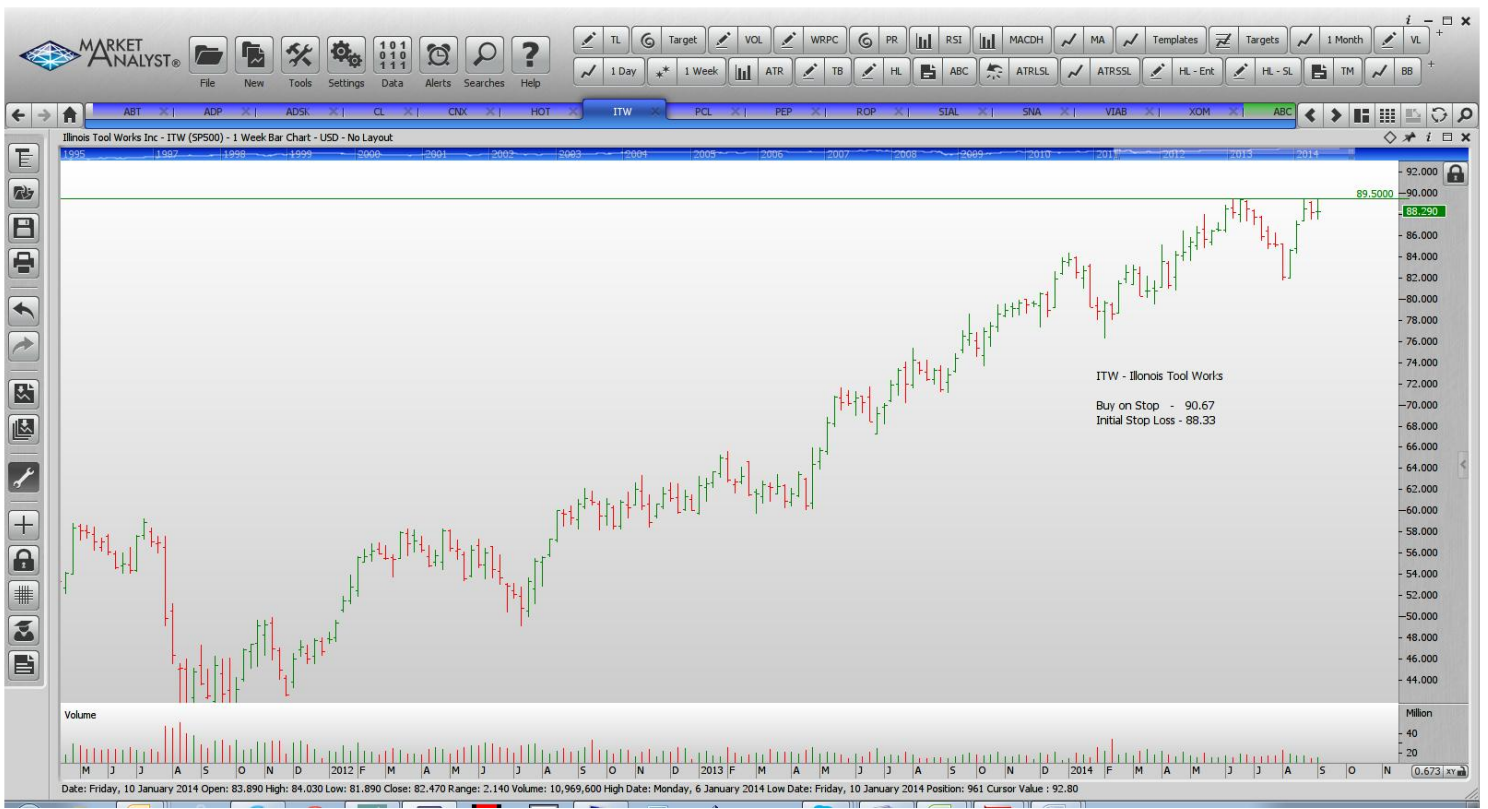 MARKET
ANALYST®
File New Tools Settings Data Alerts Searches Help
TL Target VOL WRPC PR RSI MACDH MA Templates Targets 1 Month VL
1 Day 1 Week ATR TB HL ABC ATRLSL ATRSSL HL - Ent HL - SL TM BB
ABT ADP ADSK CL CNX HOT ITW PCL PEP ROP SIAL SNA VIAB XOM ABC
Illinois Tool Works Inc - ITW (SP500) - 1 Week Bar Chart - USD - No Layout
1995 1997 1998 1999 2000 2001 2002 2003 2004 2005 2006 2007 2008 2009 2010 2011 2012 2013 2014
92.000
89.5000
90.000
88.290
86.000
84.000
82.000
80.000
78.000
76.000
74.000
ITW - Illonois Tool Works
72.000
Buy on Stop - 90.67
70.000
Initial Stop Loss - 88.33
68.000
66.000
64.000
62.000
60.000
58.000
56.000
54.000
52.000
50.000
48.000
46.000
44.000
Volume
Million
40
20
M J J A S O N D 2012 F M A M J J A S O N D 2013 F M A M J J A S O N D 2014 F M A M J J A S O N
0.673 XY
Date: Friday, 10 January 2014 Open: 83.890 High: 84.030 Low: 81.890 Close: 82.470 Range: 2.140 Volume: 10,969,600 High Date: Monday, 6 January 2014 Low Date: Friday, 10 January 2014 Position: 961 Cursor Value : 92.80